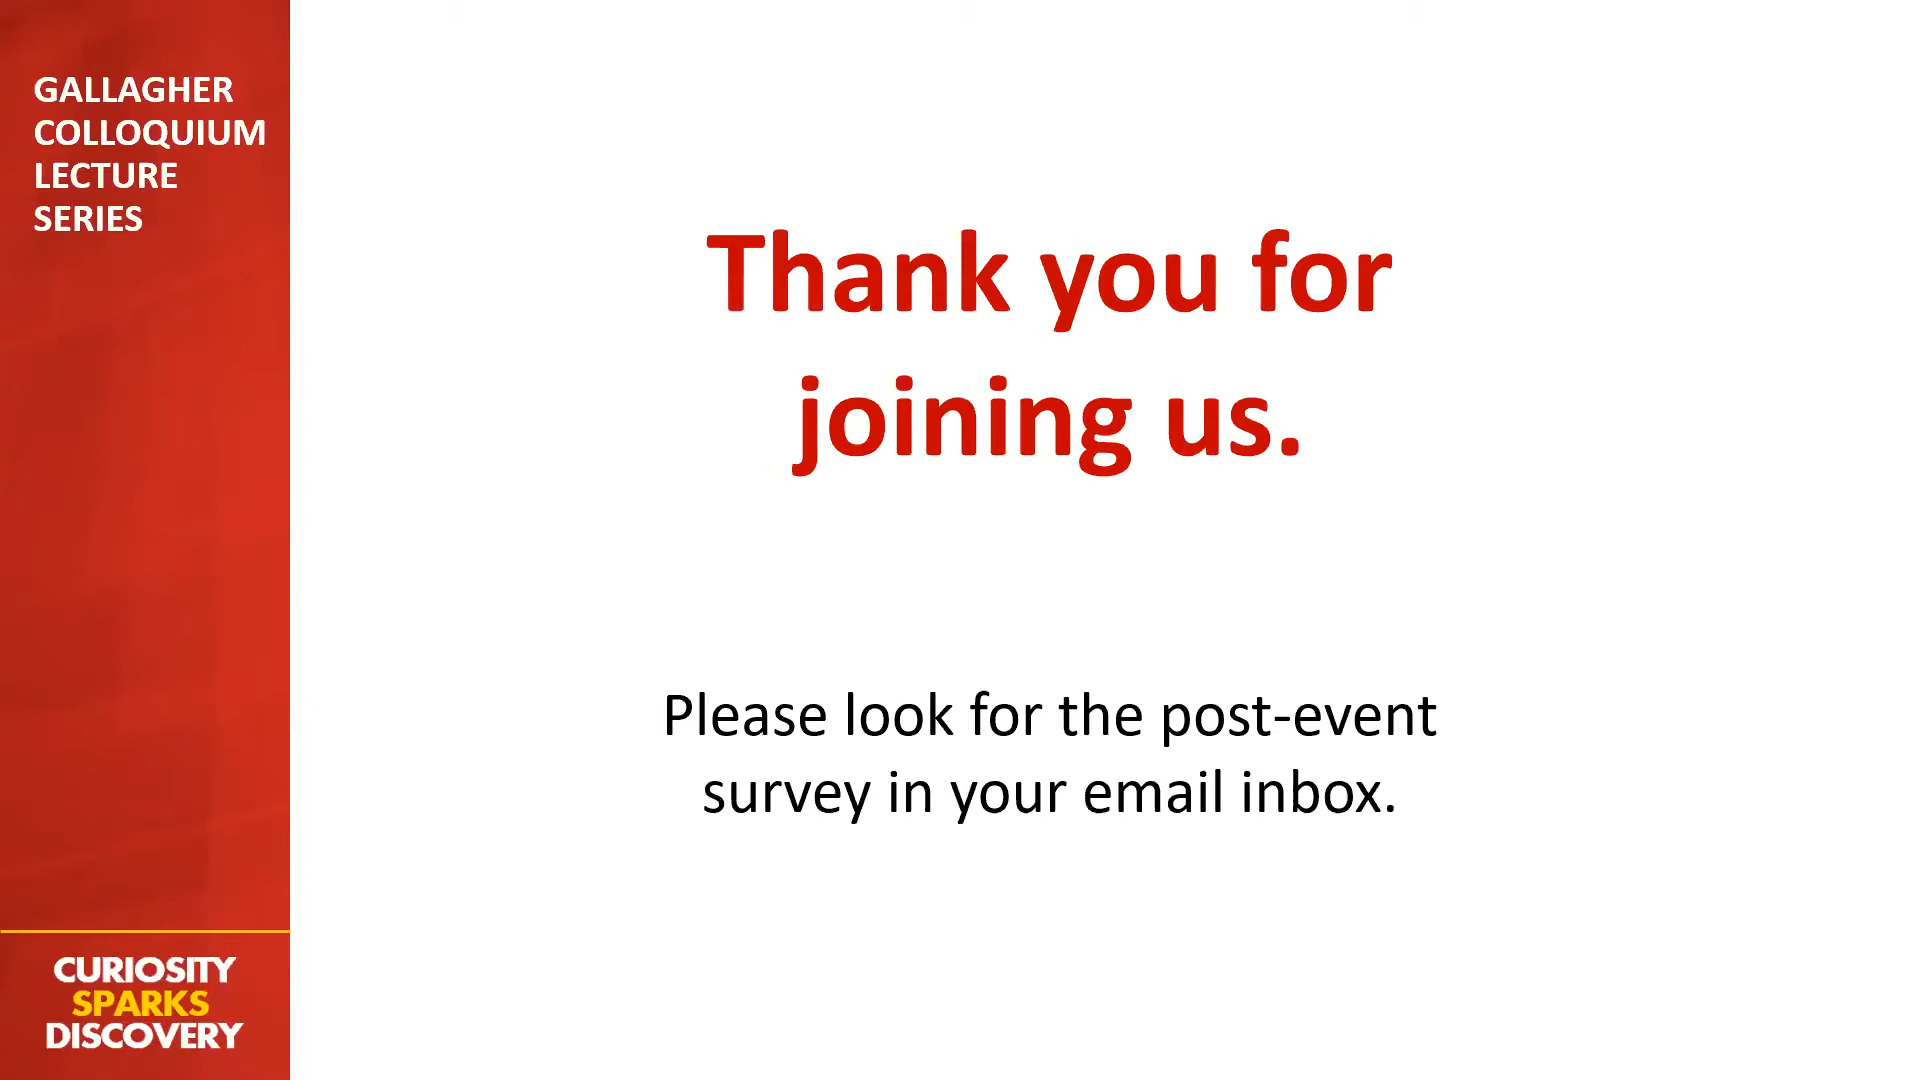 GALLAGHER
COLLOQUIUM
LECTURE
SERIES
Thank you for
joining us.
Please look for the post-event
survey in your email inbox.
CURIOSITY
SPARKS
DISCOVERY